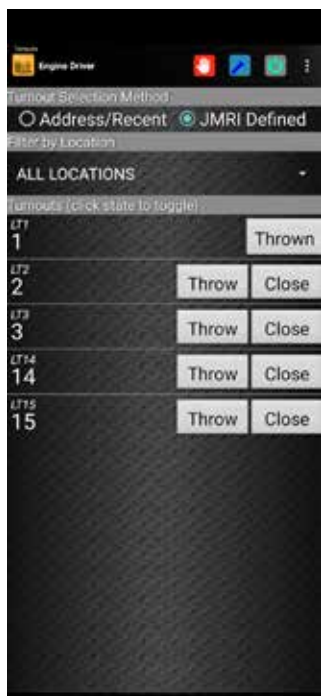 Turnouts
Engine Driver
Turnout Selection Method
Address/Recent JMRI Defined
Filter by Location
ALL LOCATIONS
Turnouts (click state to toggle)
LT1
1 Thrown
LT2
2 Throw Close
LT3
3 Throw Close
LT14
14 Throw Close
LT15
15 Throw Close